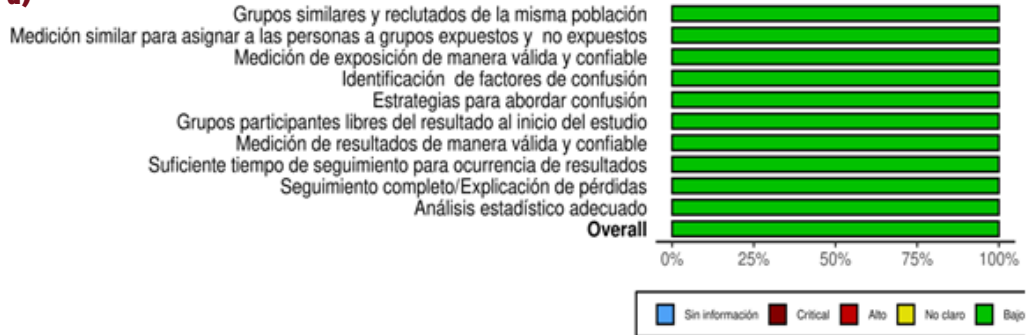 a)
Grupos similares y reclutados de la misma población
Medición similar para asignar a las personas a grupos expuestos y no expuestos
Medición de exposición de manera válida y confiable
Identificación de factores de confusión
Estrategias para abordar confusión
Grupos participantes libres del resultado al inicio del estudio
Medición de resultados de manera válida y confiable
Suficiente tiempo de seguimiento para ocurrencia de resultados
Seguimiento completo/Explicación de pérdidas
Análisis estadístico adecuado
Overall
0% 25% 50% 75% 100%
Sin información Critical Alto No claro Bajo